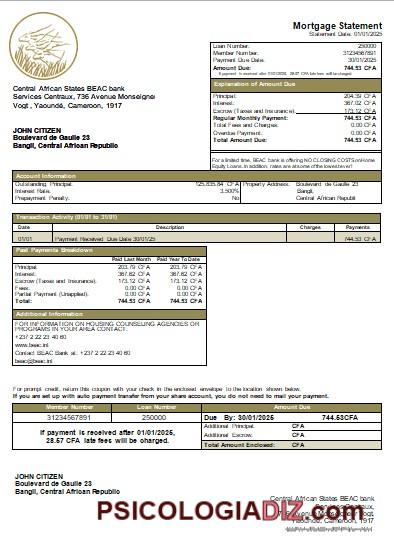 Mortgage Statement
Statement Date: 01/01/2025
Loan Number: 250000
Member Number: 31234567891
Payment Due Date: 30/01/2025
Amount Due: 744.53 CFA
If payment is received after 01/01/2025, 28.57 CFA late fees will be charged.
Central African States BEAC bank
Services Centraux, 736 Avenue Monseigneur
Vogt, Yaoundé, Cameroon, 1917
Explanation of Amount Due
Principal: 204.39 CFA
Interest: 367.02 CFA
Escrow (Taxes and Insurance): 173.12 CFA
Regular Monthly Payment: 744.53 CFA
Total Fees and Charges: 0.00 CFA
Overdue Payment: 0.00 CFA
Total Amount Due: 744.53 CFA
JOHN CITIZEN
Boulevard de Gaulle 23
Bangii, Central African Republic
For a limited time, BEAC bank is offering NO CLOSING COSTS on Home
Equity Loans. In addition, rates are at some of the lowest ever!
Account Information
Outstanding Principal: 125,835.84 CFA Property Address: Boulevard de Gaulle 23
Interest Rate: 3.500% Bangi,
Prepayment Penalty: No Central African Republi
Transaction Activity (01/01 to 31/01)
Date Description Charges Payments
01/01 Payment Received Due Date 30/01/25 744.53 CFA
Past Payments Breakdown
Paid Last Month Paid Year To Date
Principal: 203.79 CFA 203.79 CFA
Interest: 367.62 CFA 367.62 CFA
Escrow (Taxes and Insurance): 173.12 CFA 173.12 CFA
Fees: 0.00 CFA 0.00 CFA
Partial Payment (Unapplied): 0.00 CFA 0.00 CFA
Total: 744.53 CFA 744.53 CFA
Additional Information
FOR INFORMATION ON HOUSING COUNSELING AGENCIES OR
PROGRAMS IN YOUR AREA CONTACT:
+237 2 22 23 40 60
www.beac.int
Contact BEAC Bank at: +237 2 22 23 40 60
beac@beac.int
For prompt credit, return this coupon with your check in the enclosed envelope to the location shown below.
If you are set up with auto payment transfer from your share account, you do not need to mail your payment.
Member Number Loan Number Amount Due
31234567891 250000 Due By: 30/01/2025 744.53CFA
If payment is received after 01/01/2025,
28.57 CFA late fees will be charged.
Additional Principal: CFA
Additional Escrow: CFA
Total Amount Enclosed: CFA
JOHN CITIZEN
Boulevard de Gaulle 23
Bangii, Central African Republic
Central African States BEAC bank
PSICOLOGIADIZ.com
Yaoundé, Cameroon, 1917